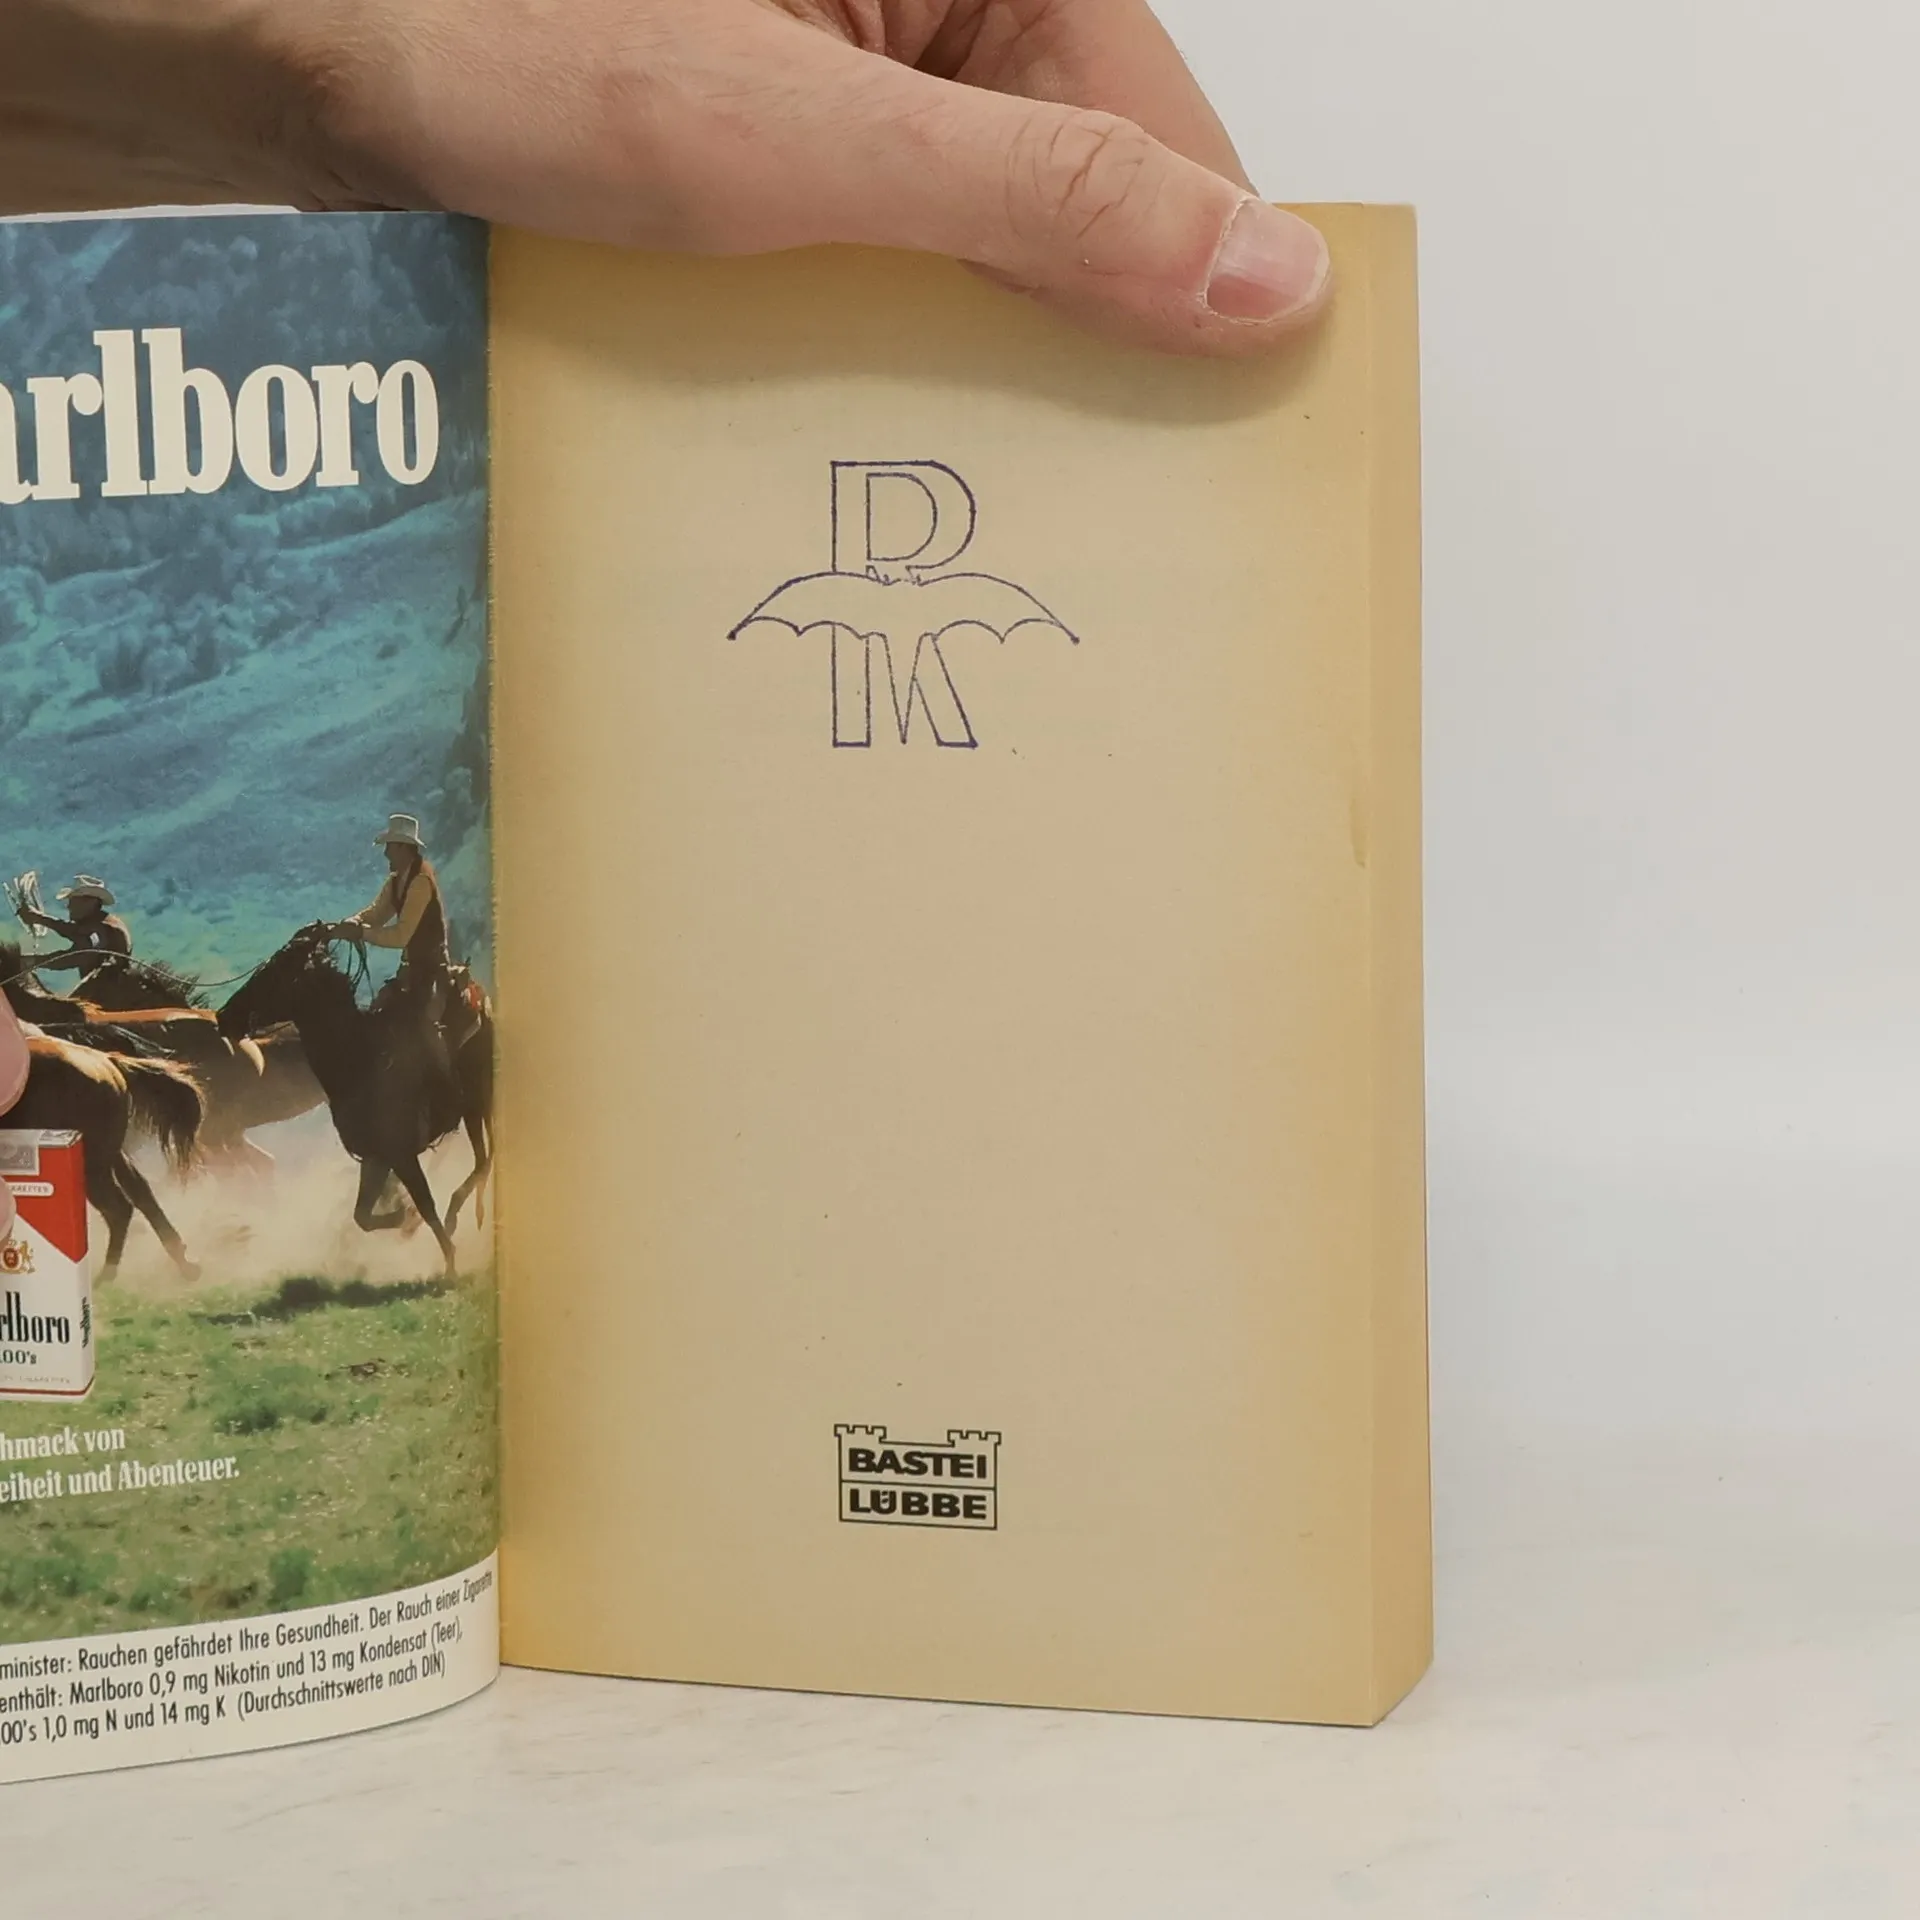 arlboro
CIGARETTES
rlboro
100's
hmack von
eiheit und Abenteuer.
minister: Rauchen gefährdet Ihre Gesundheit. Der Rauch einer Zigarette
enthält: Marlboro 0,9 mg Nikotin und 13 mg Kondensat (Teer),
00's 1,0 mg N und 14 mg K (Durchschnittswerte nach DIN)
BASTEI
LÜBBE